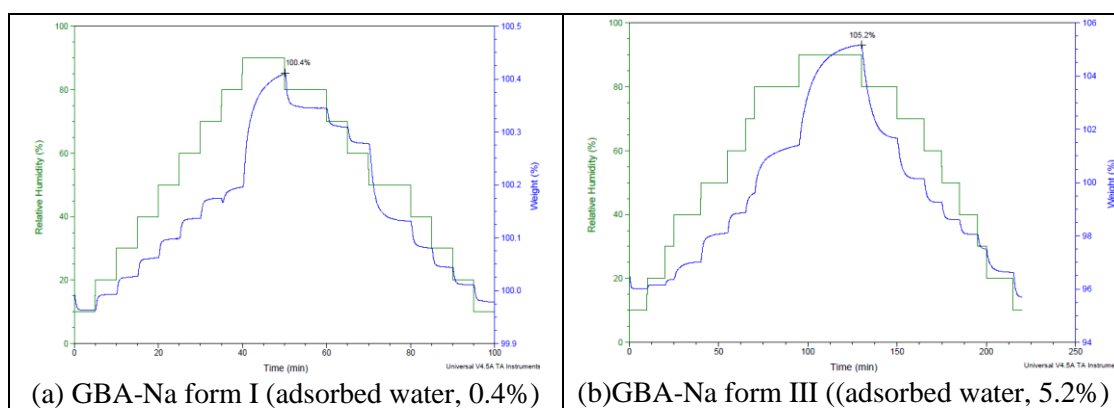 100
80
60
40
20
0
Relative Humidity (%)
100.4%
100.5
100.4
100.3
100.2
100.1
100.0
99.9
Weight (%)
0 20 40 60 80 100
Time (min)
Universal V4.5A TA Instruments
(a) GBA-Na form I (adsorbed water, 0.4%)
100
80
60
40
20
0
Relative Humidity (%)
105.2%
106
104
102
100
98
96
94
Weight (%)
0 50 100 150 200 250
Time (min)
Universal V4.5A TA Instruments
(b)GBA-Na form III ((adsorbed water, 5.2%)